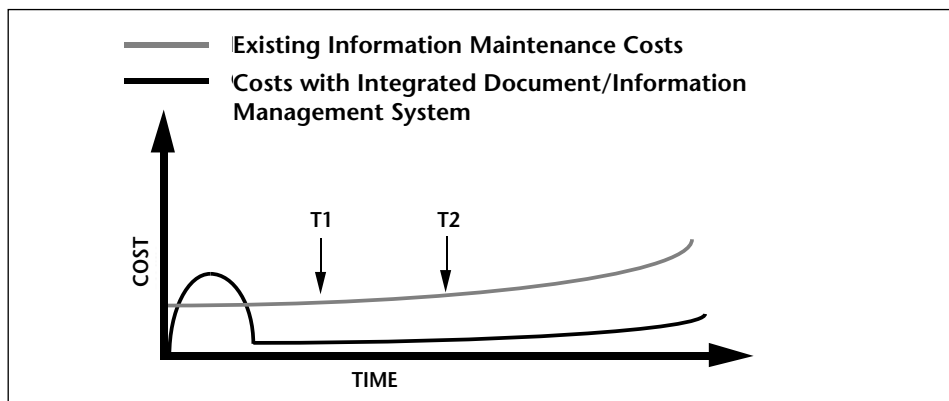 Existing Information Maintenance Costs
Costs with Integrated Document/Information
Management System
T1
T2
COST
TIME